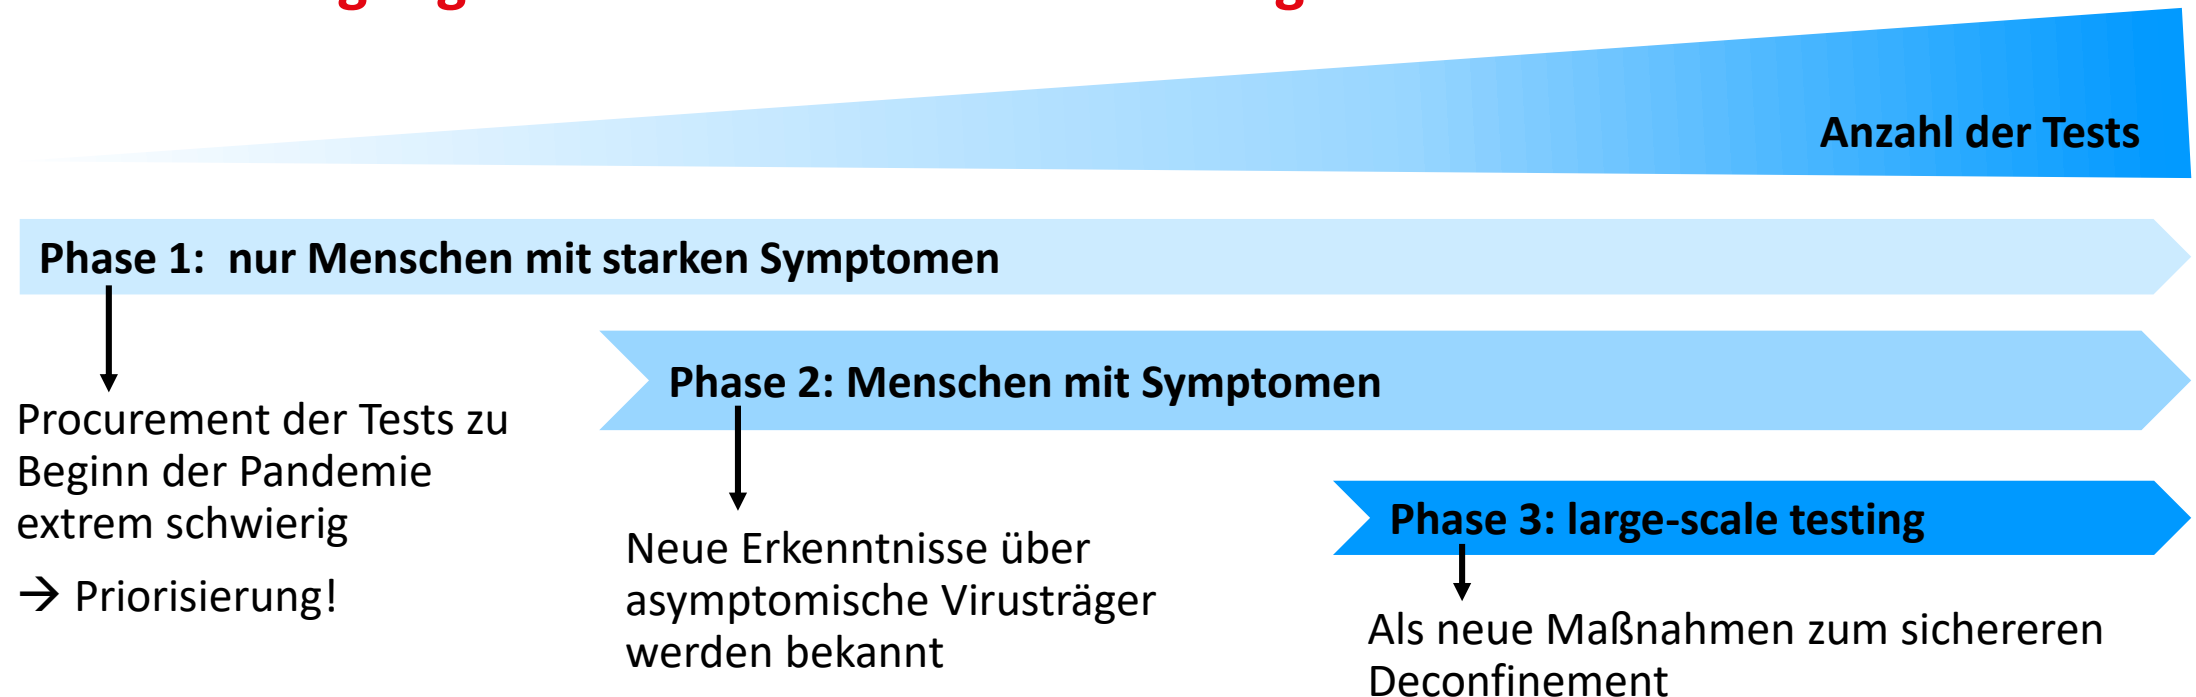 Anzahl der Tests
Phase 1: nur Menschen mit starken Symptomen
Procurement der Tests zu
Beginn der Pandemie
extrem schwierig
→ Priorisierung!
Phase 2: Menschen mit Symptomen
Neue Erkenntnisse über
asymptomische Virusträger
werden bekannt
Phase 3: large-scale testing
Als neue Maßnahmen zum sichereren
Deconfinement